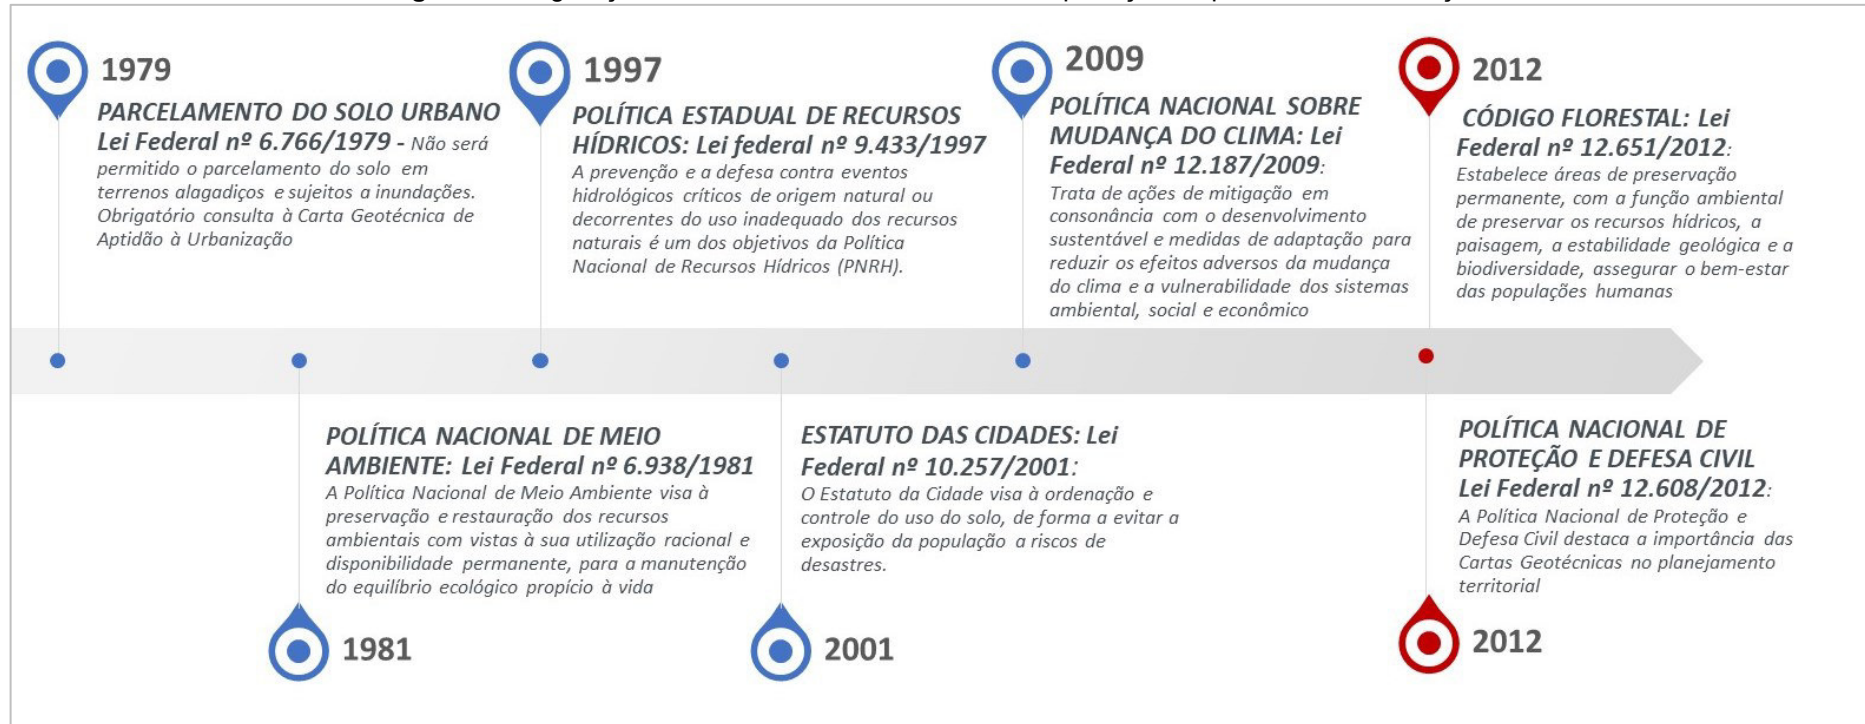 1979
PARCELAMENTO DO SOLO URBANO
Lei Federal nº 6.766/1979 - Não será
permitido o parcelamento do solo em
terrenos alagadiços e sujeitos a inundações.
Obrigatório consulta à Carta Geotécnica de
Aptidão à Urbanização
1997
POLÍTICA ESTADUAL DE RECURSOS
HÍDRICOS: Lei federal nº 9.433/1997
A prevenção e a defesa contra eventos
hidrológicos críticos de origem natural ou
decorrentes do uso inadequado dos recursos
naturais é um dos objetivos da Política
Nacional de Recursos Hídricos (PNRH).
2009
POLÍTICA NACIONAL SOBRE
MUDANÇA DO CLIMA: Lei
Federal nº 12.187/2009:
Trata de ações de mitigação em
consonância com o desenvolvimento
sustentável e medidas de adaptação para
reduzir os efeitos adversos da mudança
do clima e a vulnerabilidade dos sistemas
ambiental, social e econômico
2012
CÓDIGO FLORESTAL: Lei
Federal nº 12.651/2012:
Estabelece áreas de preservação
permanente, com a função ambiental
de preservar os recursos hídricos, a
paisagem, a estabilidade geológica e a
biodiversidade, assegurar o bem-estar
das populações humanas
POLÍTICA NACIONAL DE MEIO
AMBIENTE: Lei Federal nº 6.938/1981
A Política Nacional de Meio Ambiente visa à
preservação e restauração dos recursos
ambientais com vistas à sua utilização racional e
disponibilidade permanente, para a manutenção
do equilíbrio ecológico propício à vida
1981
ESTATUTO DAS CIDADES: Lei
Federal nº 10.257/2001:
O Estatuto da Cidade visa à ordenação e
controle do uso do solo, de forma a evitar a
exposição da população a riscos de
desastres.
2001
POLÍTICA NACIONAL DE
PROTEÇÃO E DEFESA CIVIL
Lei Federal nº 12.608/2012:
A Política Nacional de Proteção e
Defesa Civil destaca a importância das
Cartas Geotécnicas no planejamento
territorial
2012